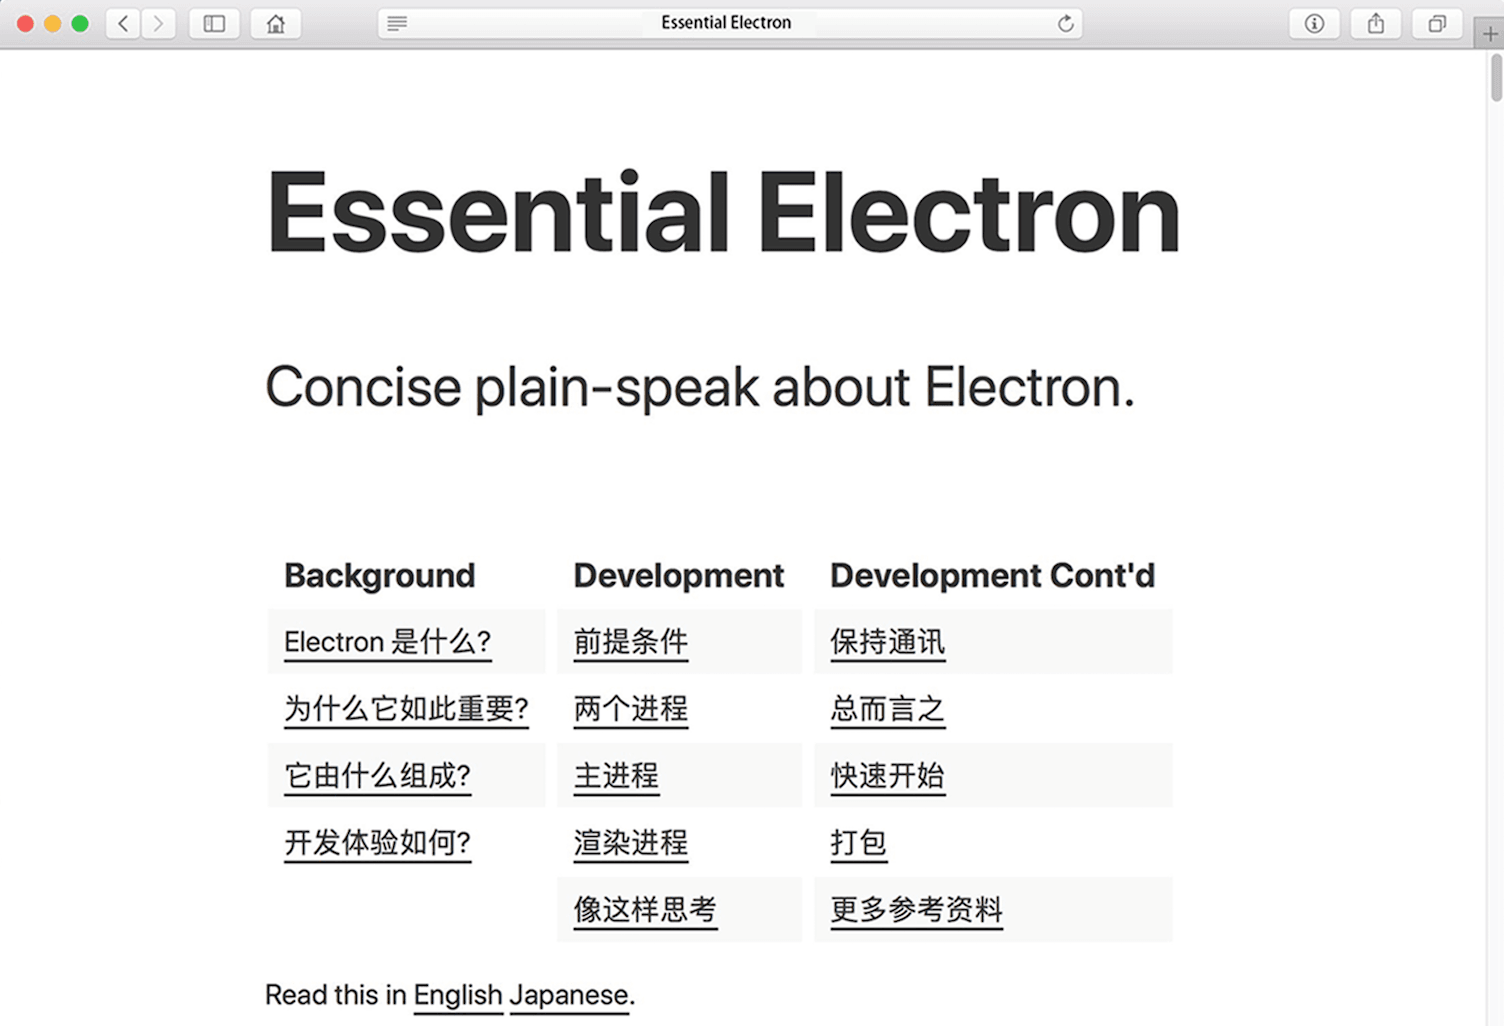 Essential Electron
Essential Electron
Concise plain-speak about Electron.
Background Development Development Cont'd
Electron 是什么? 前提条件 保持通讯
为什么它如此重要? 两个进程 总而言之
它由什么组成? 主进程 快速开始
开发体验如何? 渲染进程 打包
像这样思考 更多参考资料
Read this in English Japanese.